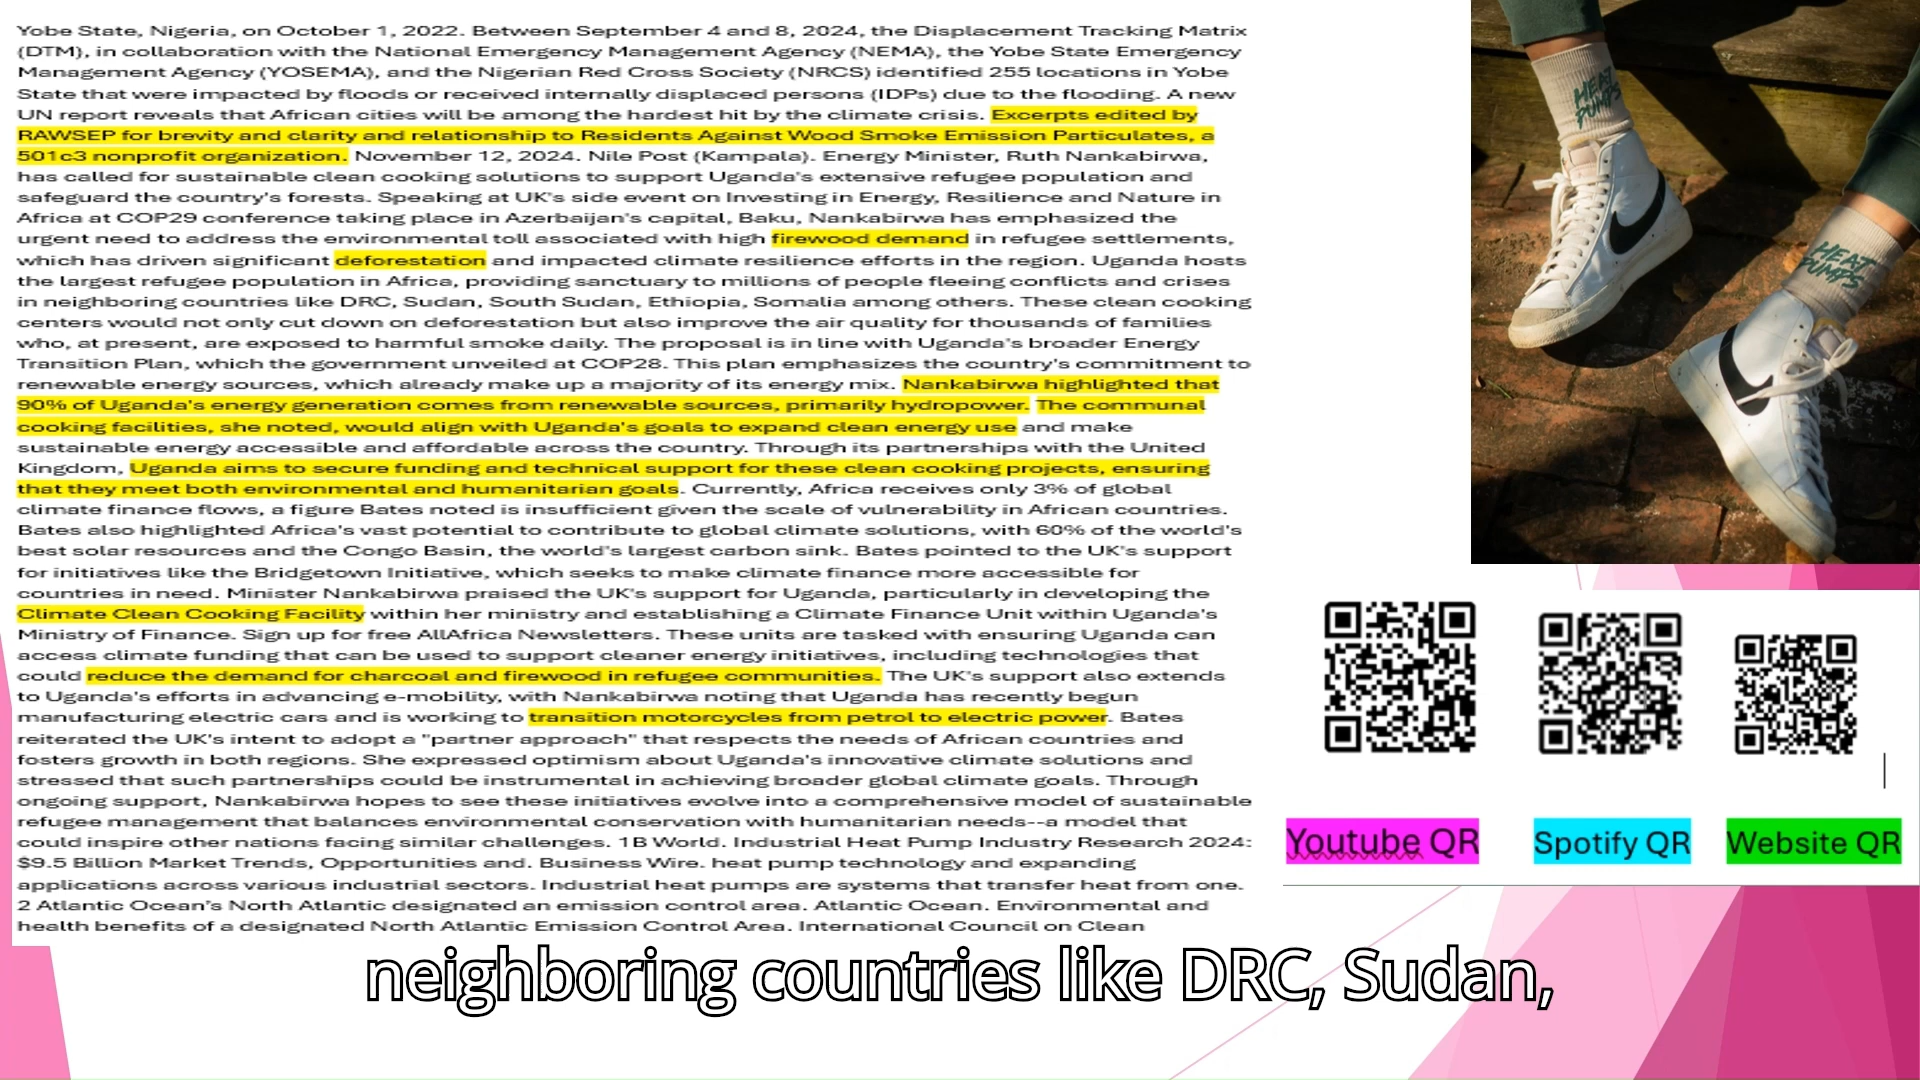 Yobe State, Nigeria, on October 1, 2022. Between September 4 and 8, 2024, the Displacement Tracking Matrix
(DTM), in collaboration with the National Emergency Management Agency (NEMA), the Yobe State Emergency
Management Agency (YOSEMA), and the Nigerian Red Cross Society (NRCS) identified 255 locations in Yobe
State that were impacted by floods or received internally displaced persons (IDPs) due to the flooding. A new
UN report reveals that African cities will be among the hardest hit by the climate crisis. Excerpts edited by
RAWSEP for brevity and clarity and relationship to Residents Against Wood Smoke Emission Particulates, a
501c3 nonprofit organization. November 12, 2024. Nile Post (Kampala). Energy Minister, Ruth Nankabirwa,
has called for sustainable clean cooking solutions to support Uganda's extensive refugee population and
safeguard the country's forests. Speaking at UK's side event on Investing in Energy, Resilience and Nature in
Africa at COP29 conference taking place in Azerbaijan's capital, Baku, Nankabirwa has emphasized the
urgent need to address the environmental toll associated with high firewood demand in refugee settlements,
which has driven significant deforestation and impacted climate resilience efforts in the region. Uganda hosts
the largest refugee population in Africa, providing sanctuary to millions of people fleeing conflicts and crises
in neighboring countries like DRC, Sudan, South Sudan, Ethiopia, Somalia among others. These clean cooking
centers would not only cut down on deforestation but also improve the air quality for thousands of families
who, at present, are exposed to harmful smoke daily. The proposal is in line with Uganda's broader Energy
Transition Plan, which the government unveiled at COP28. This plan emphasizes the country's commitment to
renewable energy sources, which already make up a majority of its energy mix. Nankabirwa highlighted that
90% of Uganda's energy generation comes from renewable sources, primarily hydropower. The communal
cooking facilities, she noted, would align with Uganda's goals to expand clean energy use and make
sustainable energy accessible and affordable across the country. Through its partnerships with the United
Kingdom, Uganda aims to secure funding and technical support for these clean cooking projects, ensuring
that they meet both environmental and humanitarian goals. Currently, Africa receives only 3% of global
climate finance flows, a figure Bates noted is insufficient given the scale of vulnerability in African countries.
Bates also highlighted Africa's vast potential to contribute to global climate solutions, with 60% of the world's
best solar resources and the Congo Basin, the world's largest carbon sink. Bates pointed to the UK's support
for initiatives like the Bridgetown Initiative, which seeks to make climate finance more accessible for
countries in need. Minister Nankabirwa praised the UK's support for Uganda, particularly in developing the
Climate Clean Cooking Facility within her ministry and establishing a Climate Finance Unit within Uganda's
Ministry of Finance. Sign up for free AllAfrica Newsletters. These units are tasked with ensuring Uganda can
access climate funding that can be used to support cleaner energy initiatives, including technologies that
could reduce the demand for charcoal and firewood in refugee communities. The UK's support also extends
to Uganda's efforts in advancing e-mobility, with Nankabirwa noting that Uganda has recently begun
manufacturing electric cars and is working to transition motorcycles from petrol to electric power. Bates
reiterated the UK's intent to adopt a "partner approach" that respects the needs of African countries and
fosters growth in both regions. She expressed optimism about Uganda's innovative climate solutions and
stressed that such partnerships could be instrumental in achieving broader global climate goals. Through
ongoing support, Nankabirwa hopes to see these initiatives evolve into a comprehensive model of sustainable
refugee management that balances environmental conservation with humanitarian needs--a model that
could inspire other nations facing similar challenges. 1B World. Industrial Heat Pump Industry Research 2024:
$9.5 Billion Market Trends, Opportunities and. Business Wire. heat pump technology and expanding
applications across various industrial sectors. Industrial heat pumps are systems that transfer heat from one.
2 Atlantic Ocean's North Atlantic designated an emission control area. Atlantic Ocean. Environmental and
health benefits of a designated North Atlantic Emission Control Area. International Council on Clean
HEAT
PUMPS
HEAT
PUMPS
Youtube QR
Spotify QR
Website QR
neighboring countries like DRC, Sudan,